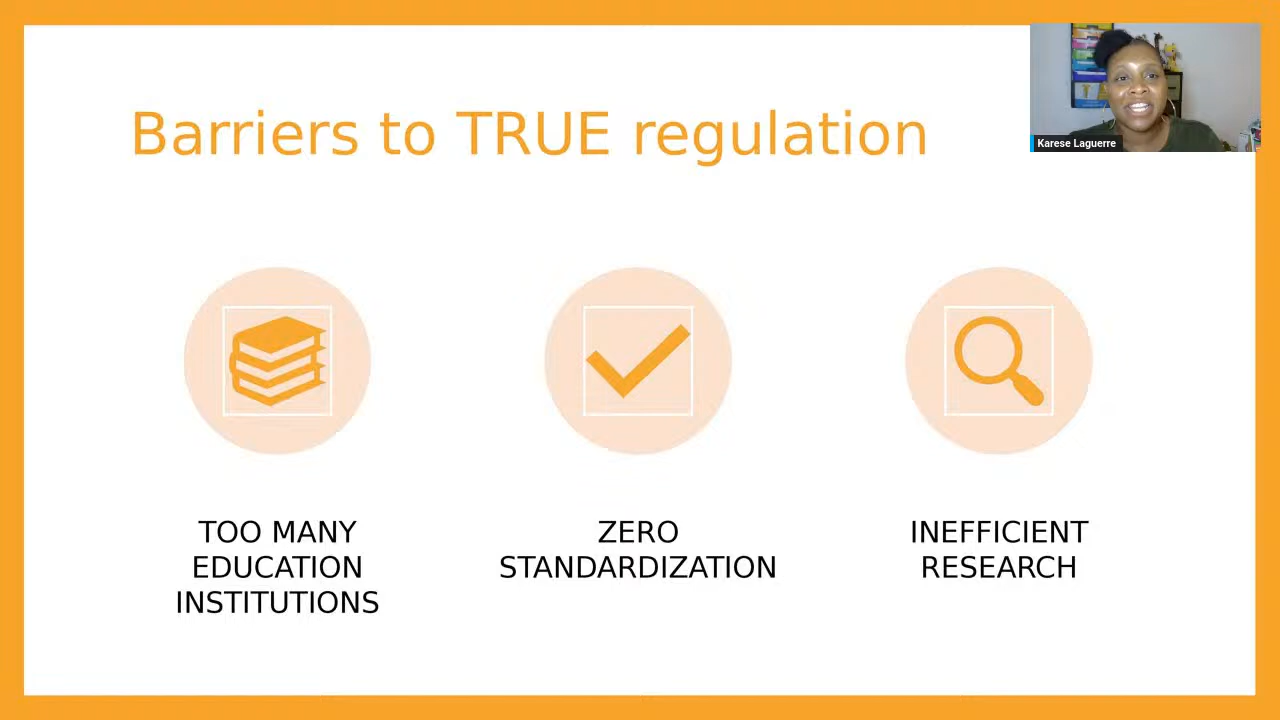 Barriers to TRUE regulation
Karese Laguerre
TOO MANY
EDUCATION
INSTITUTIONS
ZERO
STANDARDIZATION
INEFFICIENT
RESEARCH